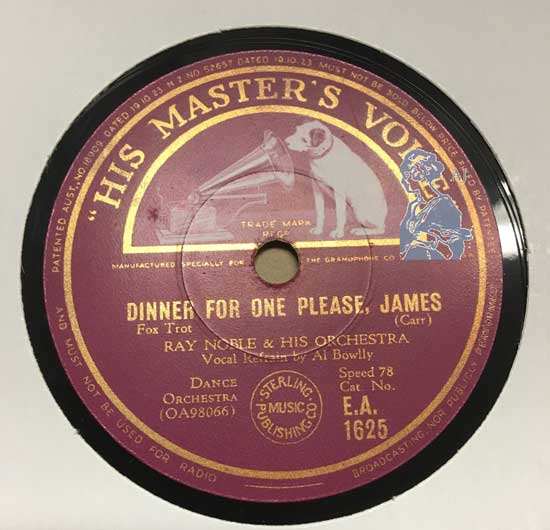 PATENTED AUST. NO 18909. DATED 19.10.23. N.Z. NO 52657. DATED 19.10.23. MUST NOT BE SOLD BELOW PRICE FIXED BY PATENTEES
"HIS MASTER'S VOICE
TRADE MARK
REGD
MANUFACTURED SPECIALLY FOR THE GRAMOPHONE CO
DINNER FOR ONE PLEASE, JAMES
Fox Trot (Carr)
RAY NOBLE & HIS ORCHESTRA
Vocal Refrain by Al Bowlly
DANCE
ORCHESTRA
(OA98066)
STERLING
MUSIC
PUBLISHING CO
Speed 78
Cat. No.
E.A.
1625
AND MUST NOT BE USED FOR RADIO
BROADCASTING, NOR PUBLICLY PERFORMANCE